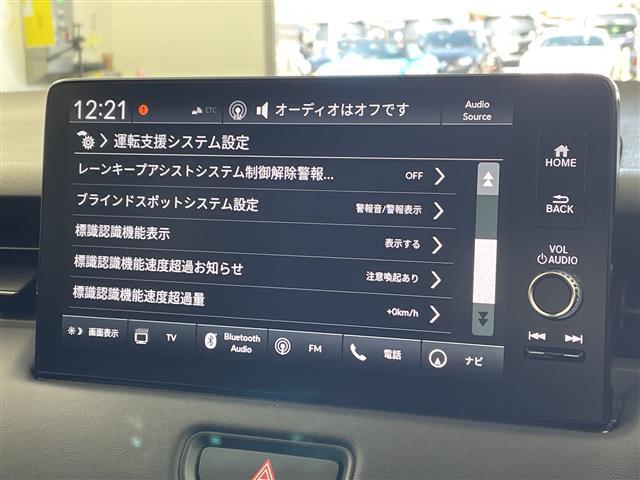 12:21 1 ETC オーディオはオフです Audio Source
運転支援システム設定
レーンキープアシストシステム制御解除警報... OFF
ブラインドスポットシステム設定 警報音/警報表示
標識認識機能表示 表示する
標識認識機能速度超過お知らせ 注意喚起あり
標識認識機能速度超過量 +0km/h
画面表示 TV Bluetooth Audio FM 電話 ナビ
HOME
BACK
VOL
AUDIO